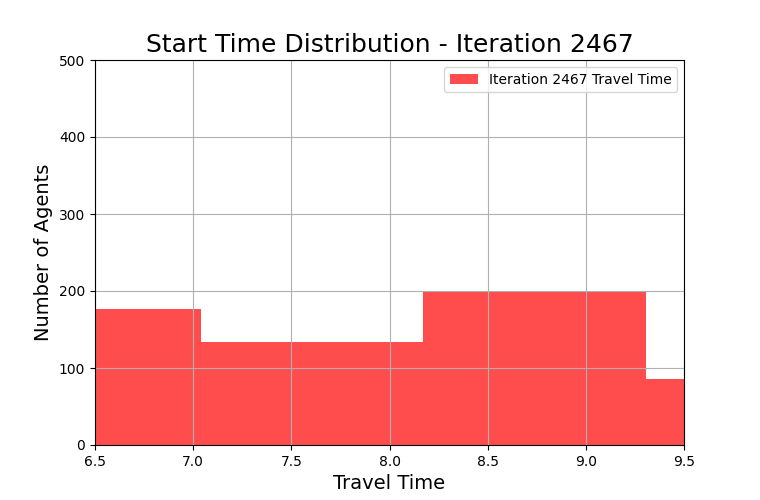 Start Time Distribution - Iteration 2467
Iteration 2467 Travel Time
Number of Agents
500
400
300
200
100
0
6.5 7.0 7.5 8.0 8.5 9.0 9.5
Travel Time